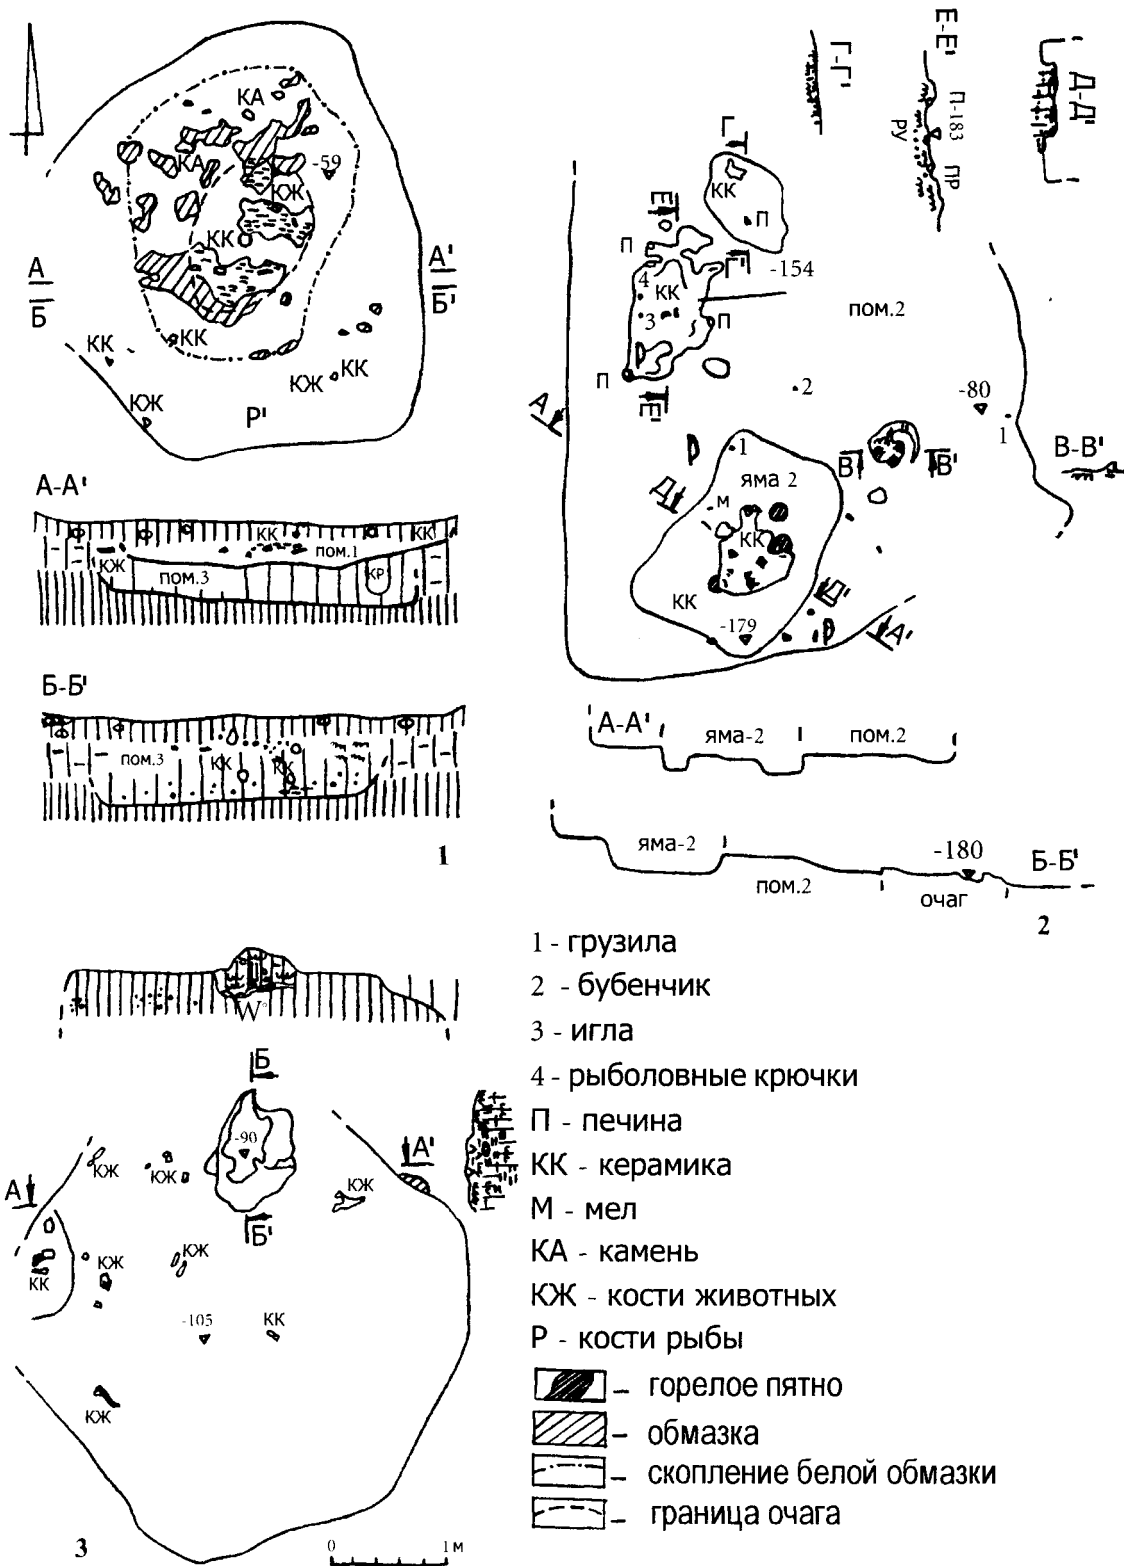 КА
КА
-59
КЖ
КК
А
Б
А'
Б'
КК
КК
КЖ
КК
КЖ
Р'
А-А'
КК
КК
пом.1
КЖ
пом.3
КР
Б-Б'
пом.3
КК
КК
1
Г-Г'
Е-Е'
П-183
РУ
ПР
Д-Д'
Г
КК
П
Е
П
Г'
-154
4
КК
3
П
пом.2
П
Е'
2
-80
1
А
1
В
В'
В-В'
яма 2
Д
М
КК
КК
Д'
-179
А'
А-А'
яма-2
пом.2
яма-2
-180
Б-Б'
пом.2
очаг
2
W
Б
-90
А'
А
КЖ
КЖ
КЖ
Б'
КЖ
КЖ
КК
-105
КК
КЖ
3
0
1 м
1 - грузила
2 - бубенчик
3 - игла
4 - рыболовные крючки
П - печина
КК - керамика
М - мел
КА - камень
КЖ - кости животных
Р - кости рыбы
– горелое пятно
– обмазка
– скопление белой обмазки
– граница очага